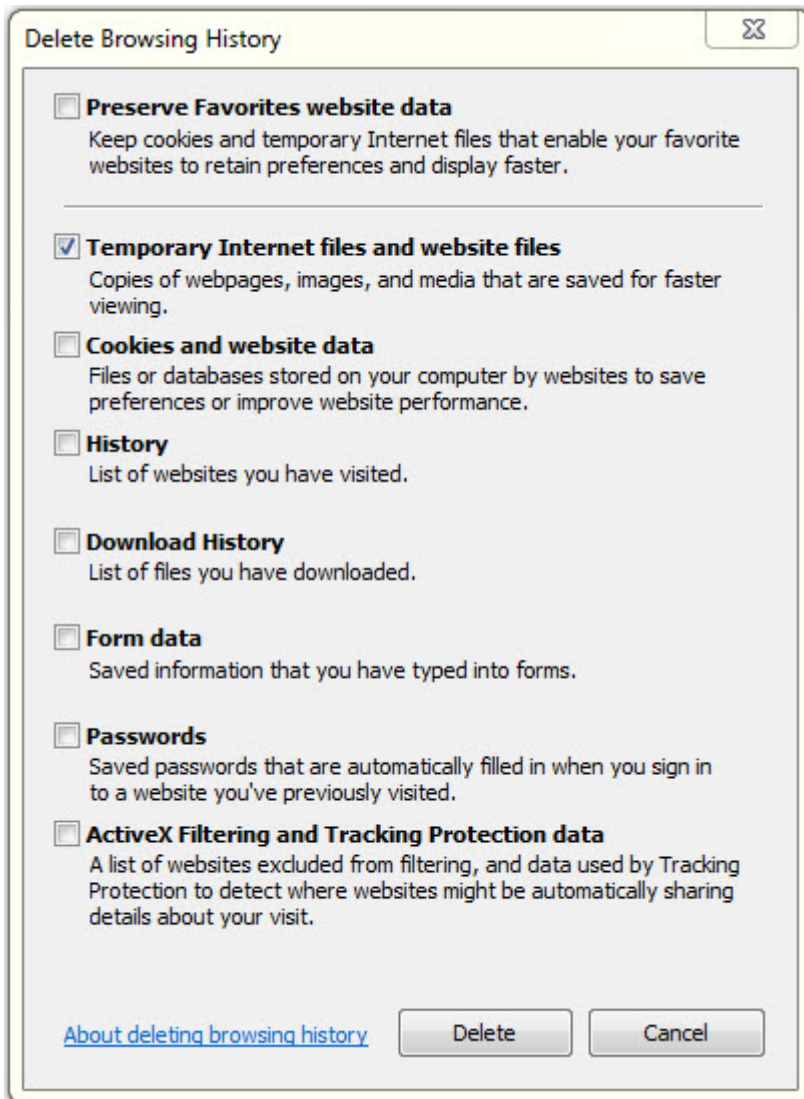 Delete Browsing History
Preserve Favorites website data
Keep cookies and temporary Internet files that enable your favorite
websites to retain preferences and display faster.
Temporary Internet files and website files
Copies of webpages, images, and media that are saved for faster
viewing.
Cookies and website data
Files or databases stored on your computer by websites to save
preferences or improve website performance.
History
List of websites you have visited.
Download History
List of files you have downloaded.
Form data
Saved information that you have typed into forms.
Passwords
Saved passwords that are automatically filled in when you sign in
to a website you've previously visited.
ActiveX Filtering and Tracking Protection data
A list of websites excluded from filtering, and data used by Tracking
Protection to detect where websites might be automatically sharing
details about your visit.
About deleting browsing history Delete Cancel